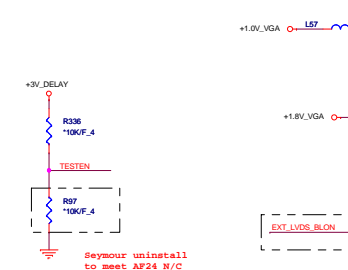 +1.0V_VGA
L57
+3V_DELAY
+1.8V_VGA
R336
*10K/F_4
TESTEN
R97
*10K/F_4
EXT_LVDS_BLON
Seymour uninstall
to meet AF24 N/C